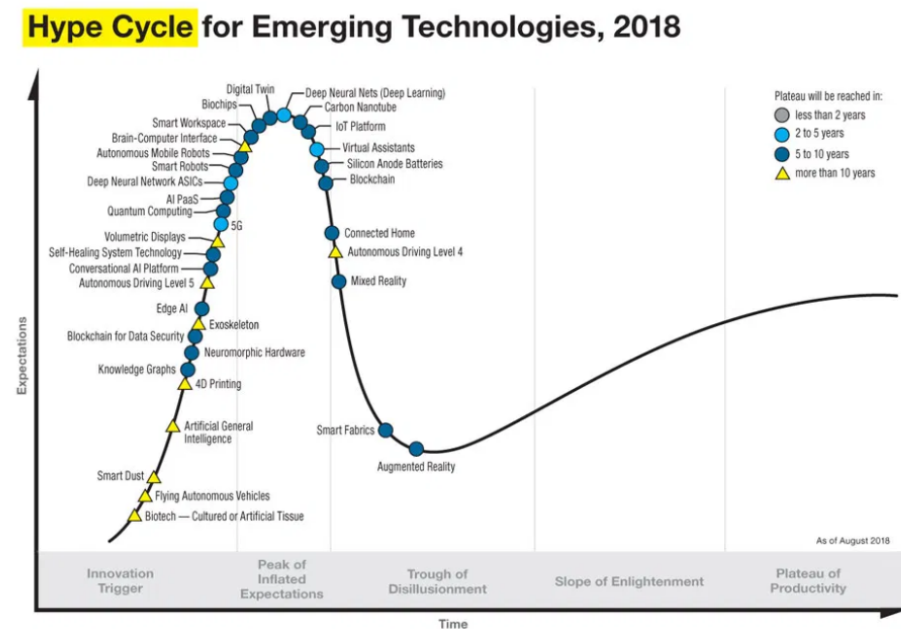 Hype Cycle for Emerging Technologies, 2018
Plateau will be reached in:
less than 2 years
2 to 5 years
5 to 10 years
more than 10 years
Expectations
Digital Twin
Biochips
Smart Workspace
Brain-Computer Interface
Autonomous Mobile Robots
Smart Robots
Deep Neural Network ASICs
AI PaaS
Quantum Computing
5G
Volumetric Displays
Self-Healing System Technology
Conversational AI Platform
Autonomous Driving Level 5
Edge AI
Exoskeleton
Blockchain for Data Security
Neuromorphic Hardware
Knowledge Graphs
4D Printing
Artificial General
Intelligence
Smart Dust
Flying Autonomous Vehicles
Biotech — Cultured or Artificial Tissue
Deep Neural Nets (Deep Learning)
Carbon Nanotube
IoT Platform
Virtual Assistants
Silicon Anode Batteries
Blockchain
Connected Home
Autonomous Driving Level 4
Mixed Reality
Smart Fabrics
Augmented Reality
As of August 2018
Innovation
Trigger
Peak of
Inflated
Expectations
Trough of
Disillusionment
Slope of Enlightenment
Plateau of
Productivity
Time